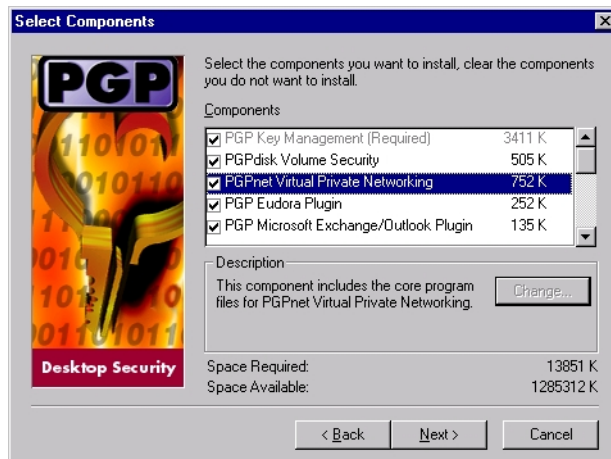 Select Components
PGP
Desktop Security
Select the components you want to install, clear the components
you do not want to install.
Components
PGP Key Management (Required) 3411 K
PGPdisk Volume Security 505 K
PGPnet Virtual Private Networking 752 K
PGP Eudora Plugin 252 K
PGP Microsoft Exchange/Outlook Plugin 135 K
Description
This component includes the core program
files for PGPnet Virtual Private Networking.
Change...
Space Required: 13851 K
Space Available: 1285312 K
< Back
Next >
Cancel